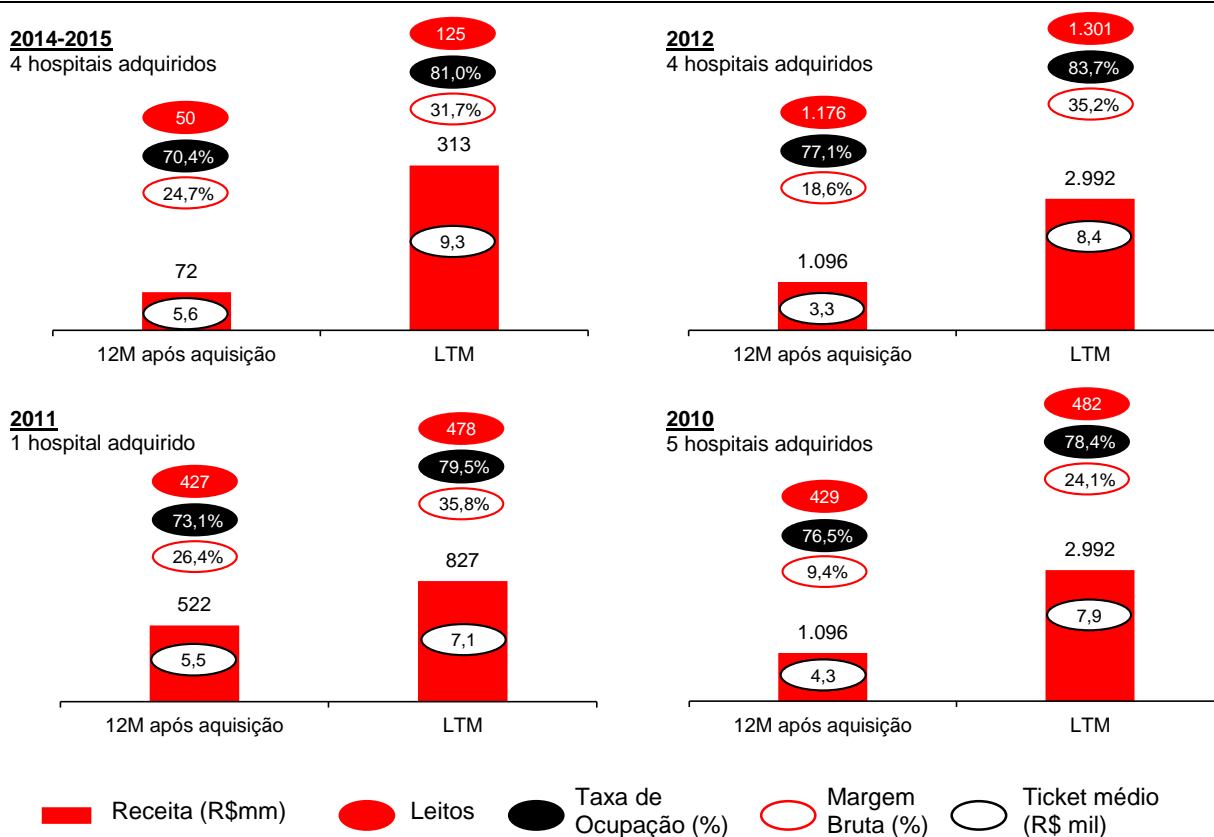 2014-2015
4 hospitais adquiridos
125
81,0%
31,7%
313
9,3
50
70,4%
24,7%
72
5,6
12M após aquisição
LTM
2012
4 hospitais adquiridos
1.301
83,7%
35,2%
2.992
8,4
1.176
77,1%
18,6%
1.096
3,3
12M após aquisição
LTM
2011
1 hospital adquirido
478
79,5%
35,8%
827
7,1
427
73,1%
26,4%
522
5,5
12M após aquisição
LTM
2010
5 hospitais adquiridos
482
78,4%
24,1%
2.992
7,9
429
76,5%
9,4%
1.096
4,3
12M após aquisição
LTM
Receita (R$mm)
Leitos
Taxa de
Ocupação (%)
Margem
Bruta (%)
Ticket médio
(R$ mil)